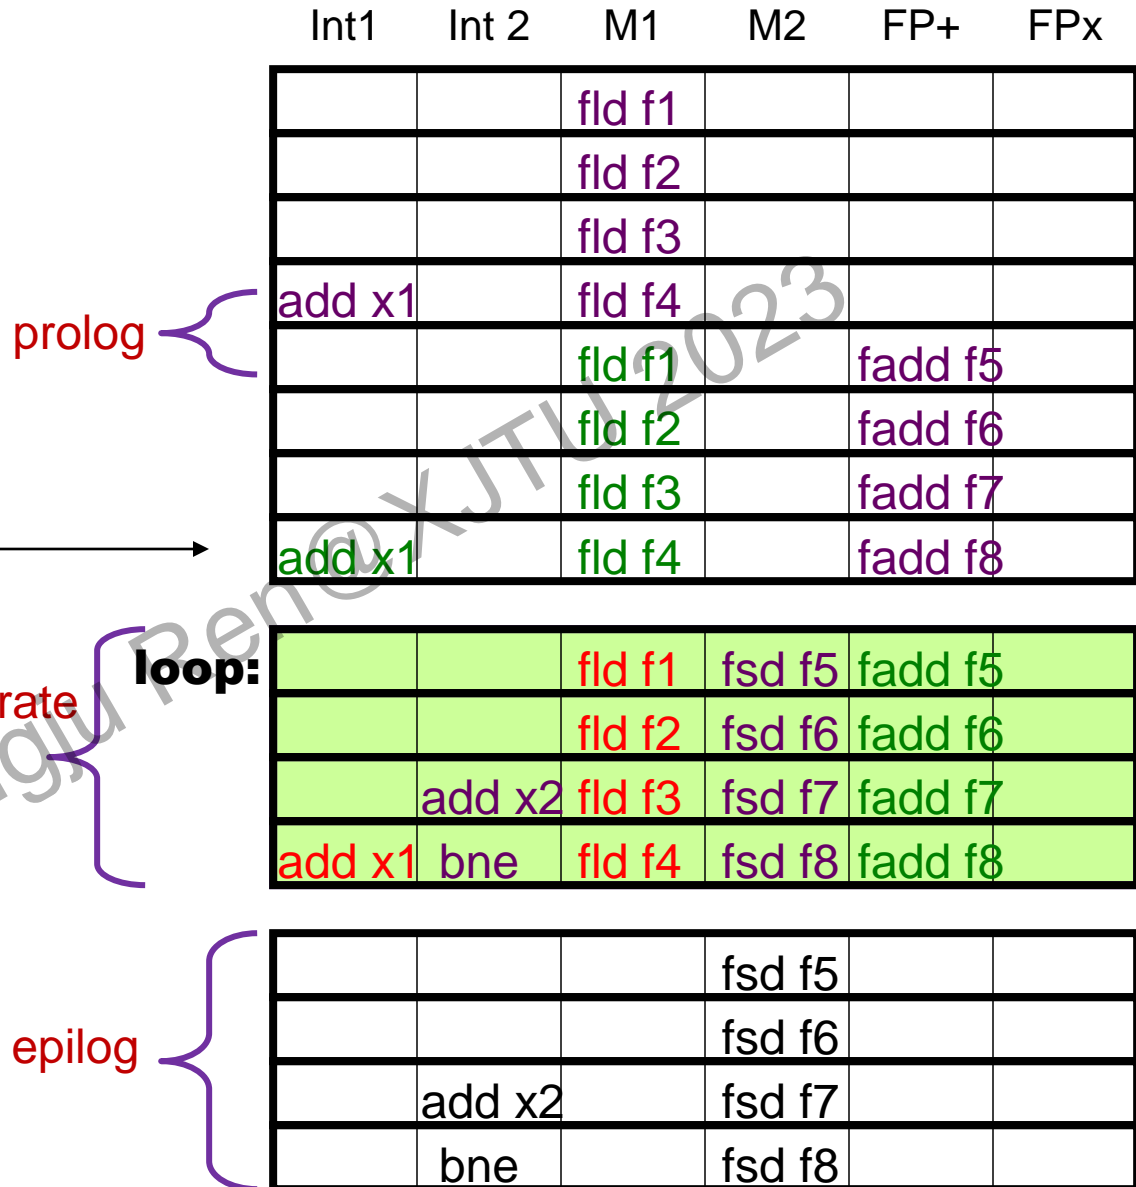 Int1 Int 2 M1 M2 FP+ FPx
fld f1
fld f2
fld f3
add x1 fld f4
prolog
fld f1 fadd f5
fld f2 fadd f6
fld f3 fadd f7
add x1 fld f4 fadd f8
loop: fld f1 fsd f5 fadd f5
rate
fld f2 fsd f6 fadd f6
add x2 fld f3 fsd f7 fadd f7
add x1 bne fld f4 fsd f8 fadd f8
fsd f5
fsd f6
epilog
add x2 fsd f7
bne fsd f8
gju Ren@XJTU 2023